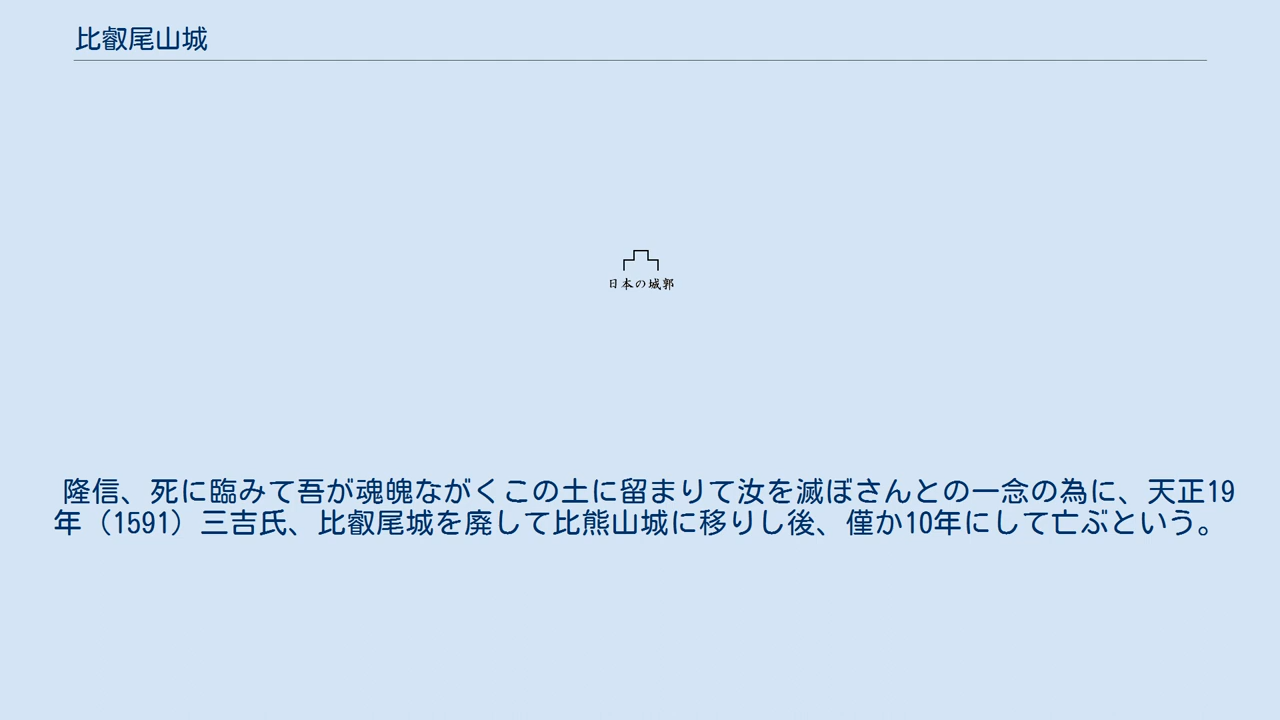 比叡尾山城
日本の城郭
隆信、死に臨みて吾が魂魄ながくこの土に留まりて汝を滅ぼさんとの一念の為に、天正19
年（1591）三吉氏、比叡尾城を廃して比熊山城に移りし後、僅か10年にして亡ぶという。